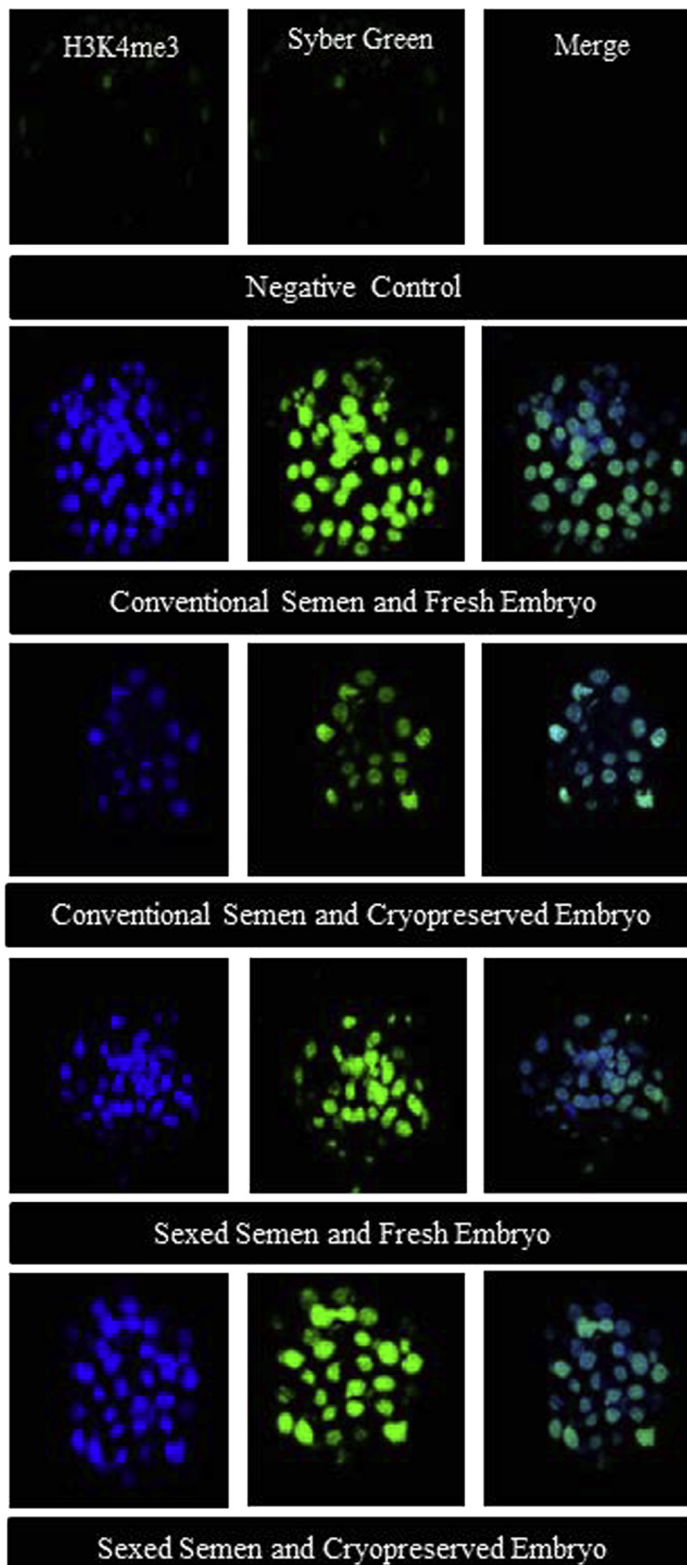 H3K4me3 Syber Green Merge
Negative Control
Conventional Semen and Fresh Embryo
Conventional Semen and Cryopreserved Embryo
Sexed Semen and Fresh Embryo
Sexed Semen and Cryopreserved Embryo